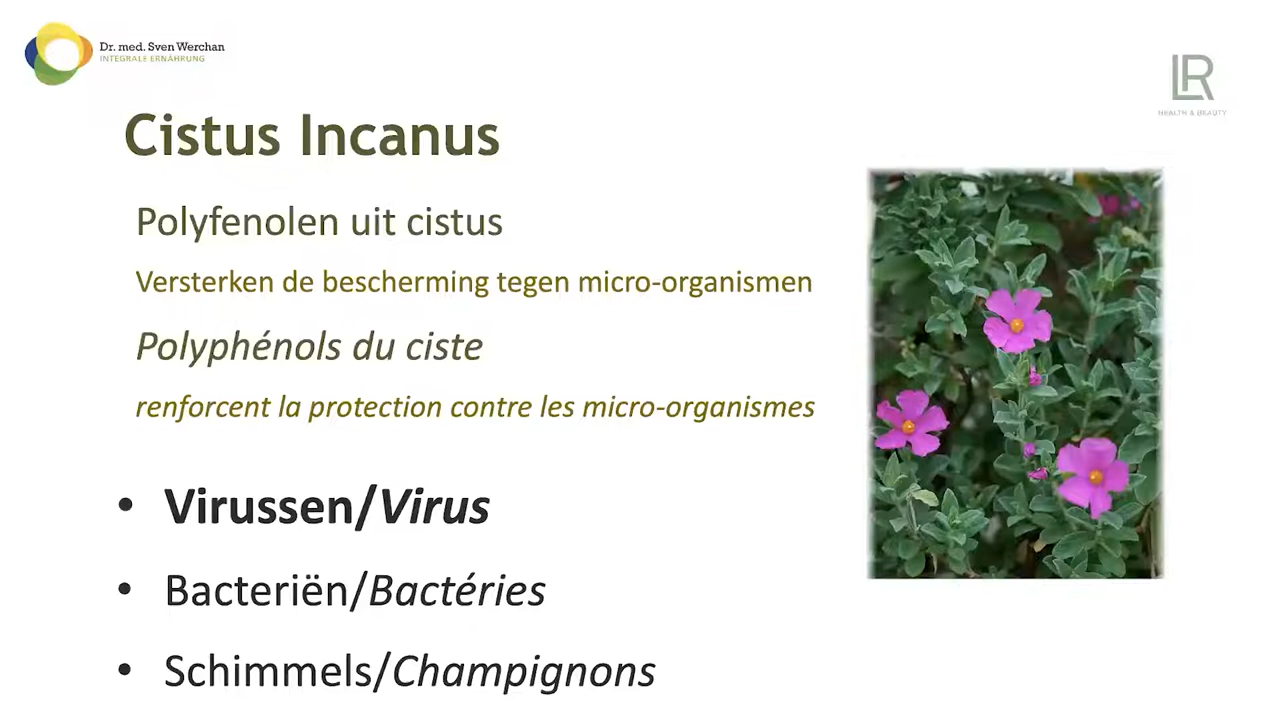 Dr. med. Sven Werchan
INTEGRALE ERNÄHRUNG
LR
HEALTH & BEAUTY
Cistus Incanus
Polyfenolen uit cistus
Versterken de bescherming tegen micro-organismen
Polyphénols du ciste
renforcent la protection contre les micro-organismes
• Virussen/Virus
• Bacteriën/Bactéries
• Schimmels/Champignons